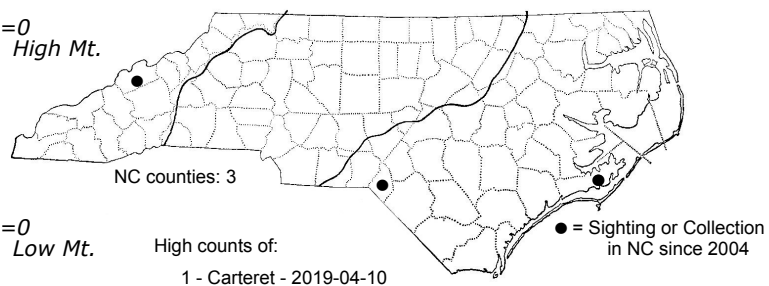 =0
High Mt.
NC counties: 3
=0
Low Mt.
High counts of:
1 - Carteret - 2019-04-10
● = Sighting or Collection
in NC since 2004